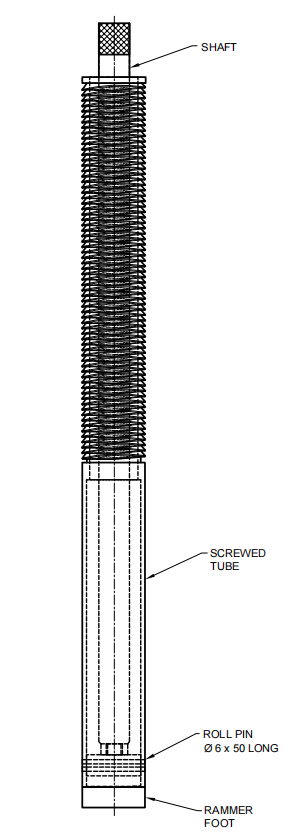 SHAFT
SCREWED
TUBE
ROLL PIN
Ø 6 x 50 LONG
RAMMER
FOOT